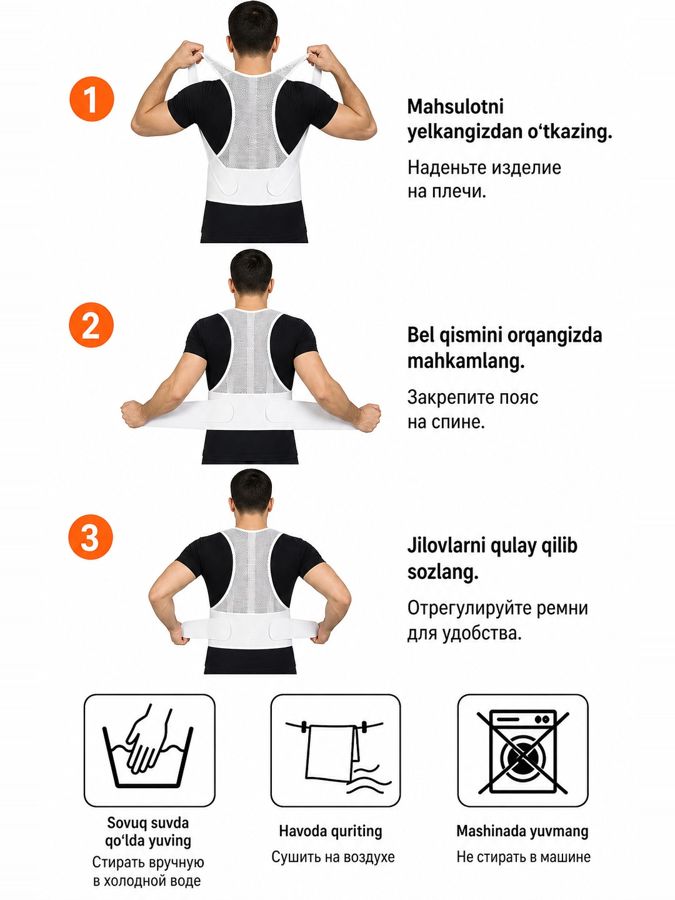 1
Mahsulotni
yelkangizdan o‘tkazing.
Наденьте изделие
на плечи.
2
Bel qismini orqangizda
mahkamlang.
Закрепите пояс
на спине.
3
Jilovlarni qulay qilib
sozlang.
Отрегулируйте ремни
для удобства.
Sovuq suvda
qo‘lda yuving
Стирать вручную
в холодной воде
Havoda quriting
Сушить на воздухе
Mashinada yuvmang
Не стирать в машине